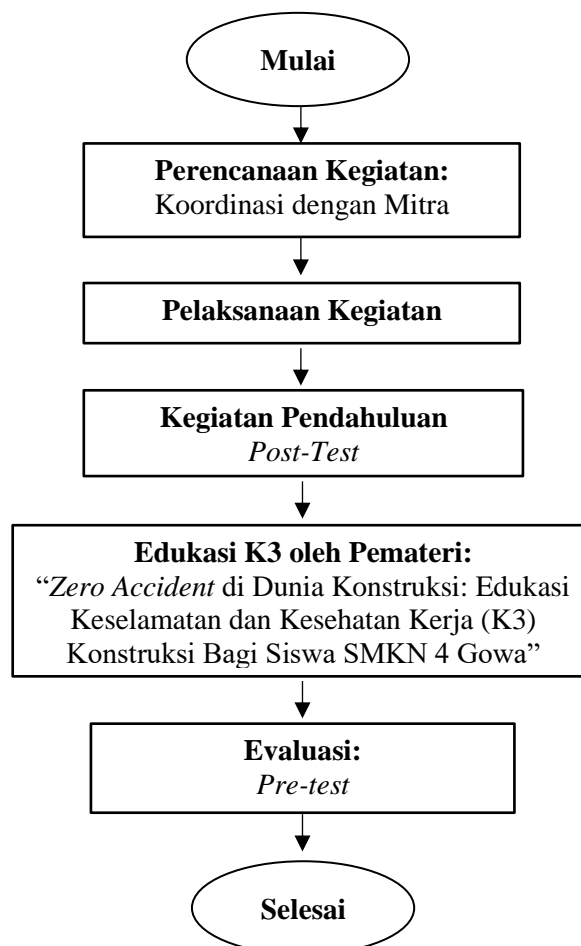 Mulai
Perencanaan Kegiatan:
Koordinasi dengan Mitra
Pelaksanaan Kegiatan
Kegiatan Pendahuluan
Post-Test
Edukasi K3 oleh Pemateri:
“Zero Accident di Dunia Konstruksi: Edukasi
Keselamatan dan Kesehatan Kerja (K3)
Konstruksi Bagi Siswa SMKN 4 Gowa”
Evaluasi:
Pre-test
Selesai